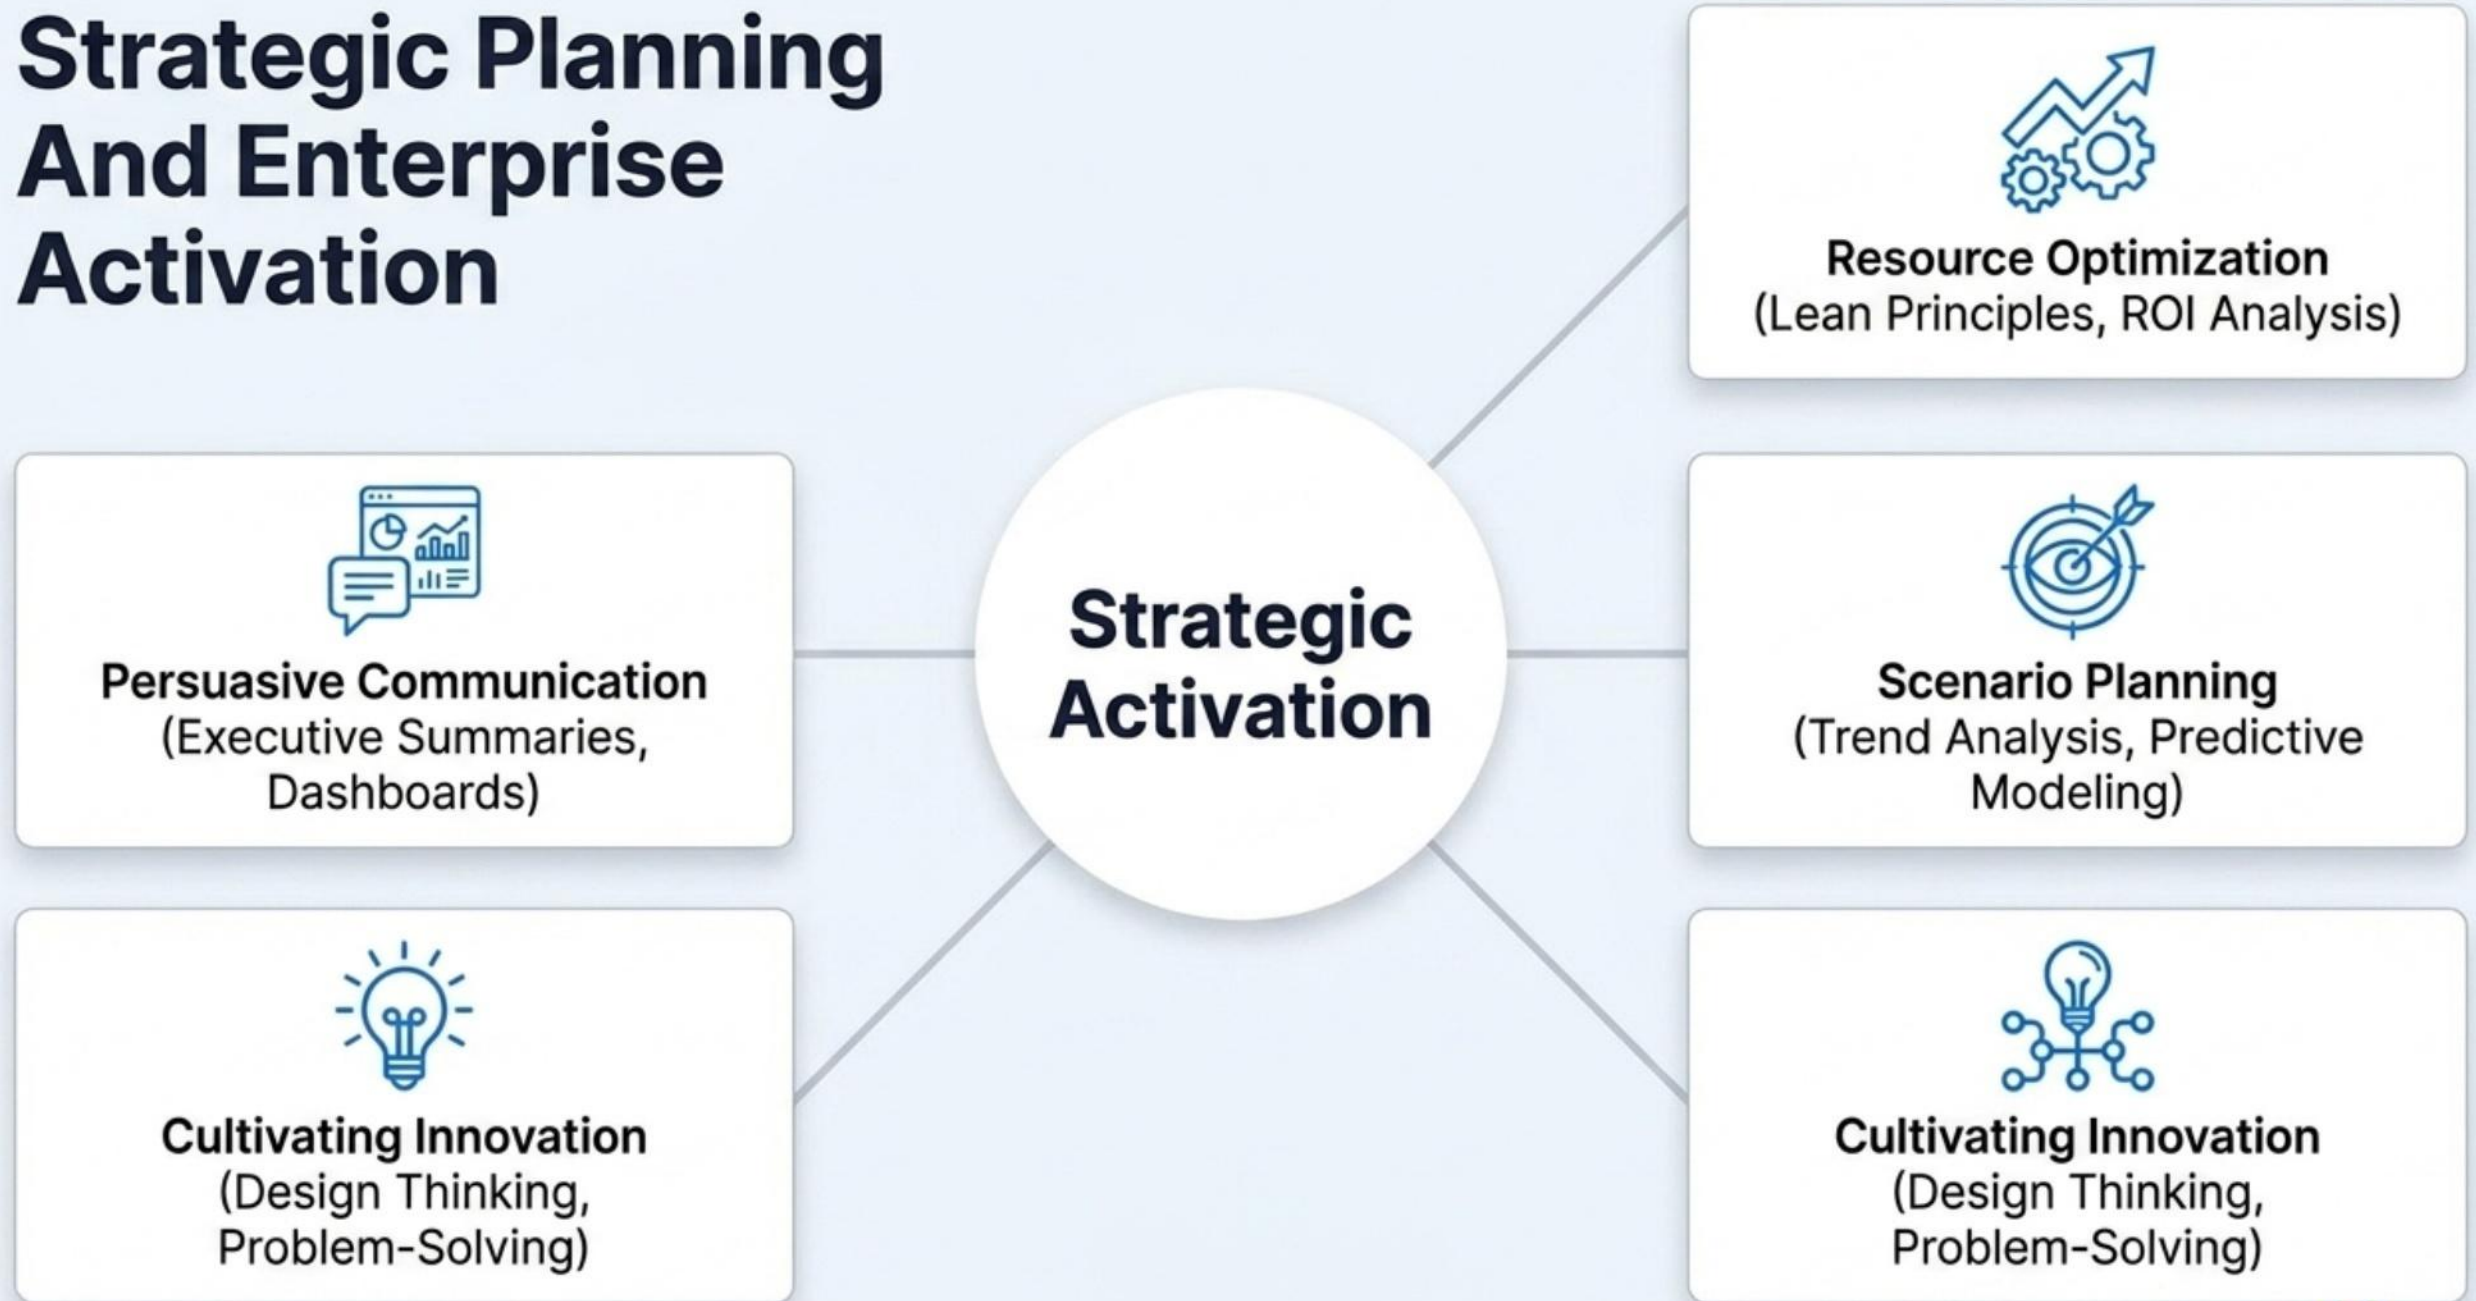 Strategic Planning
And Enterprise
Activation
Resource Optimization
(Lean Principles, ROI Analysis)
Persuasive Communication
(Executive Summaries,
Dashboards)
Strategic
Activation
Scenario Planning
(Trend Analysis, Predictive
Modeling)
Cultivating Innovation
(Design Thinking,
Problem-Solving)
Cultivating Innovation
(Design Thinking,
Problem-Solving)